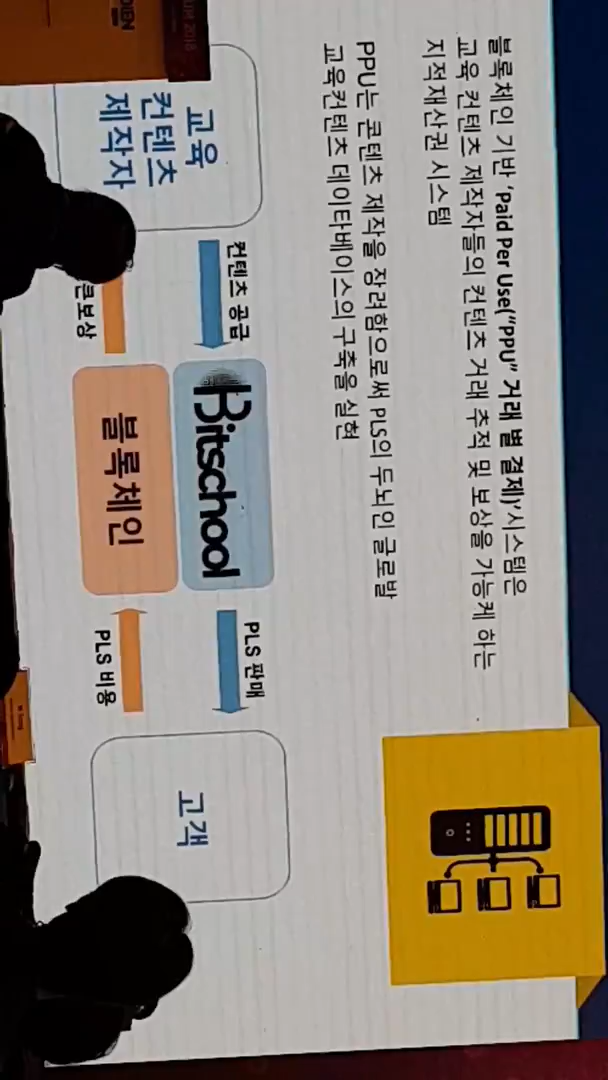 블록체인 기반 ‘Paid Per Use(“PPU” 거래 별 결제)’시스템은
교육 컨텐츠 제작자들의 컨텐츠 거래 추적 및 보상을 가능케 하는
지적재산권 시스템
PPU는 콘텐츠 제작을 장려함으로써 PLS의 두뇌인 글로발
교육컨텐츠 데이타베이스의 구축을 실현
교육
컨텐츠
제작자
컨텐츠 공급
큰보상
Bitschool
블록체인
PLS 판매
PLS 비용
고객